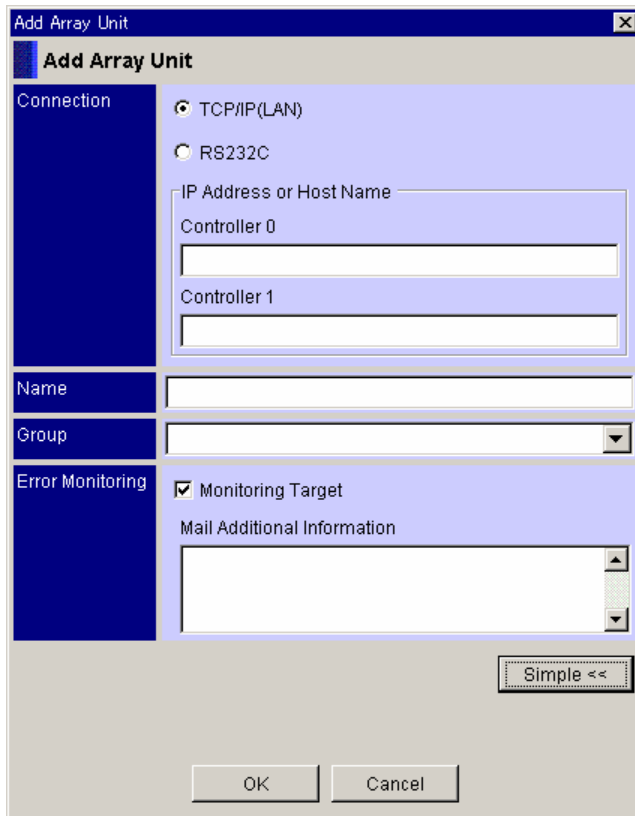 Add Array Unit
Add Array Unit
Connection
TCP/IP(LAN)
RS232C
IP Address or Host Name
Controller 0
Controller 1
Name
Group
Error Monitoring
Monitoring Target
Mail Additional Information
Simple <<
OK
Cancel